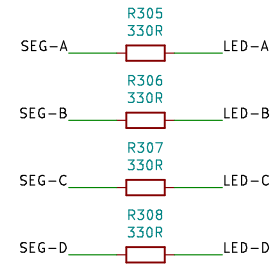 R305
330R
SEG-A LED-A
R306
330R
SEG-B LED-B
R307
330R
SEG-C LED-C
R308
330R
SEG-D LED-D